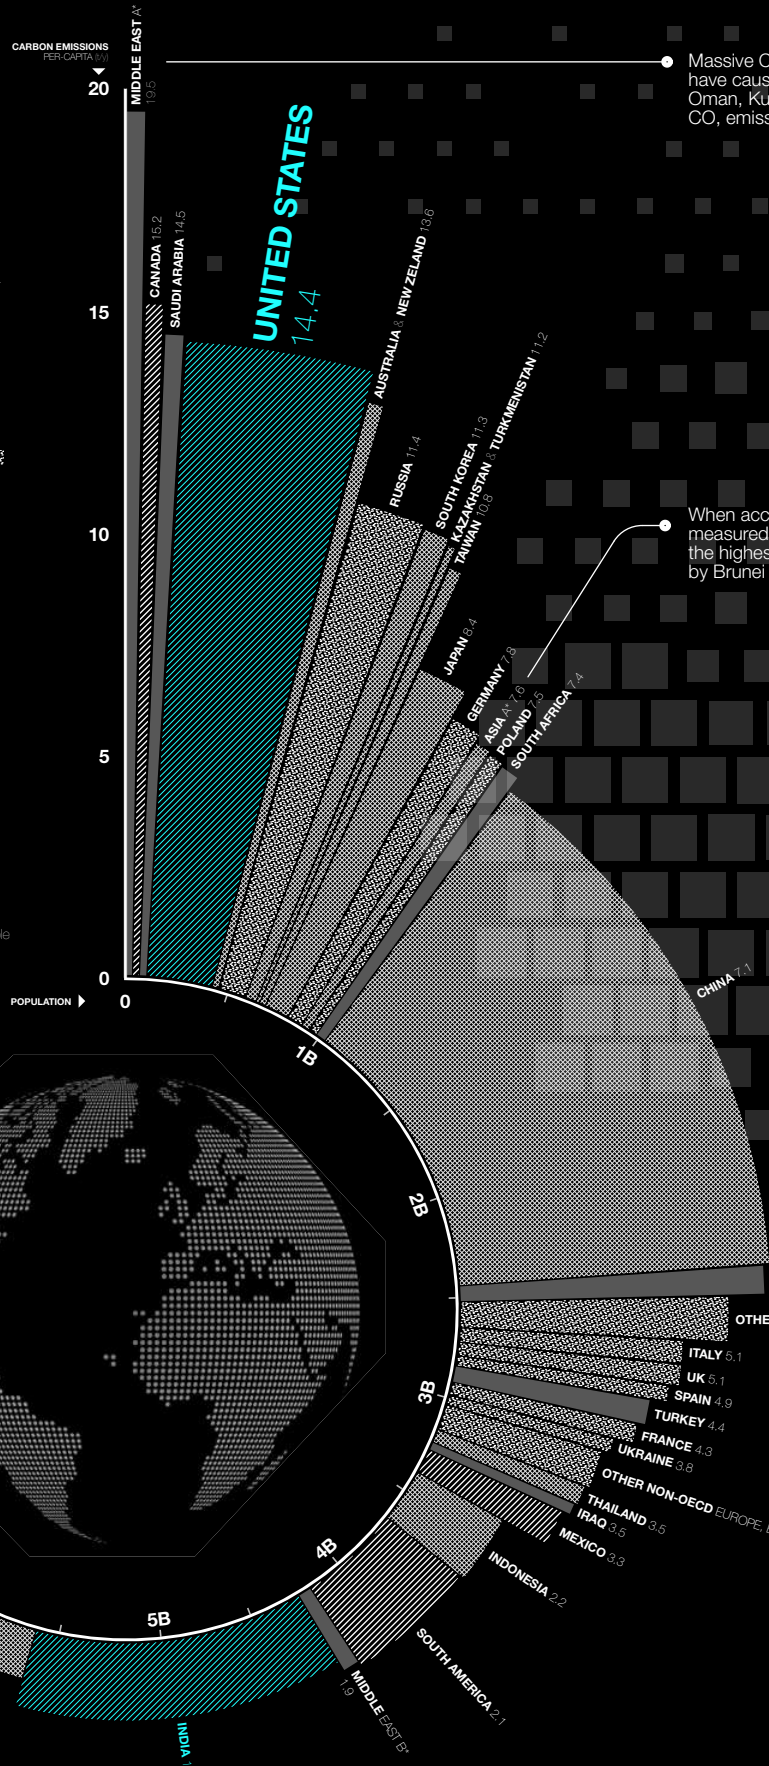 CARBON EMISSIONS
PER-CAPITA (t/y)
20
15
10
5
0
POPULATION
0
1B
2B
3B
4B
5B
MIDDLE EAST A* 19.5
CANADA 15.2
SAUDI ARABIA 14.5
UNITED STATES
14.4
AUSTRALIA & NEW ZELAND 13.6
RUSSIA 11.4
SOUTH KOREA 11.3
KAZAKHSTAN & TURKMENISTAN 11.2
TAIWAN 10.8
JAPAN 8.4
GERMANY 7.8
ASIA A* 7.6
POLAND 7.5
SOUTH AFRICA 7.4
CHINA 7.1
OTHE
ITALY 5.1
UK 5.1
SPAIN 4.9
TURKEY 4.4
FRANCE 4.3
UKRAINE 3.8
OTHER NON-OECD EUROPE,
THAILAND 3.5
IRAQ 3.5
MEXICO 3.3
INDONESIA 2.2
SOUTH AMERICA 2.1
MIDDLE EAST B*
1.9
INDIA
Massive C
have caus
Oman, Ku
CO, emiss
When acc
measured
the highes
by Brunei